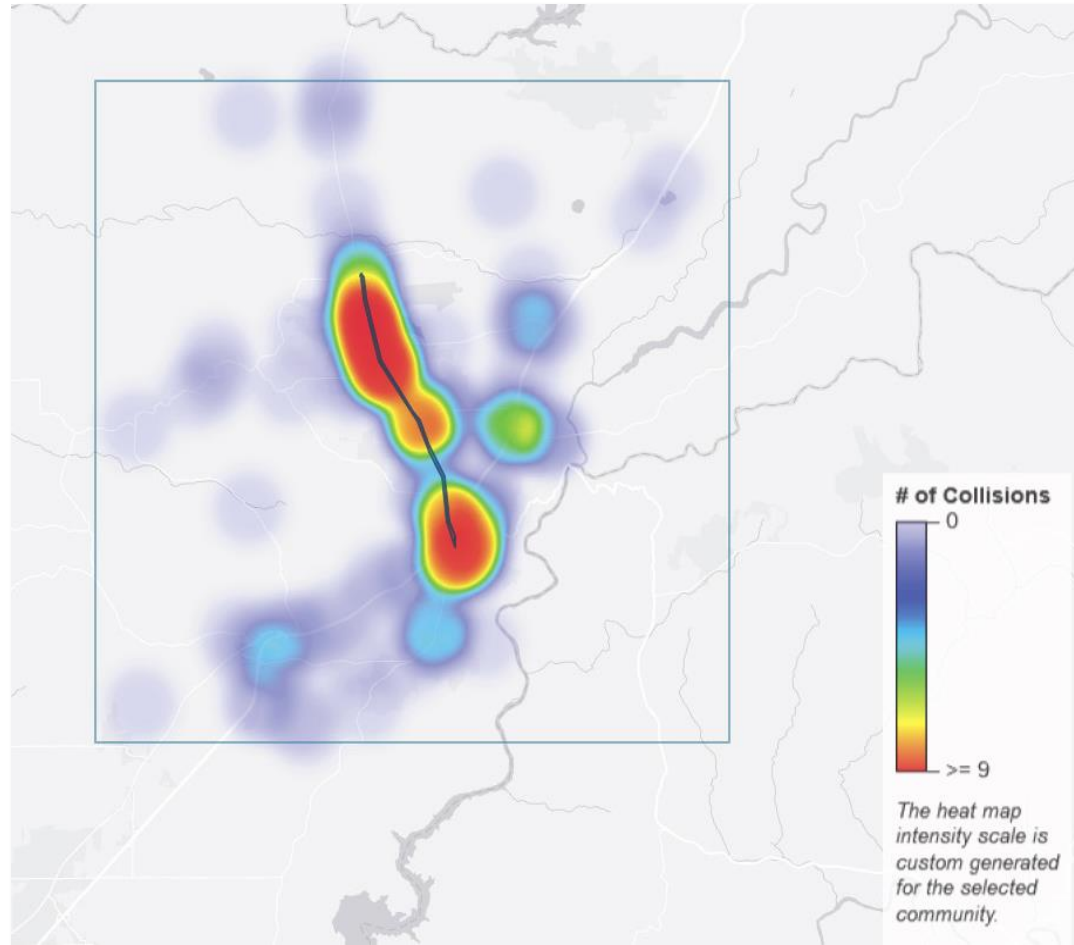 # of Collisions
0
>= 9
The heat map
intensity scale is
custom generated
for the selected
community.